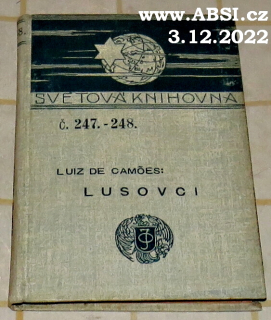 www.ABSI.cz
3.12.2022
SVĚTOVÁ KNIHOVNA
č. 247.-248.
LUIZ DE CAMÕES:
LUSOVCI